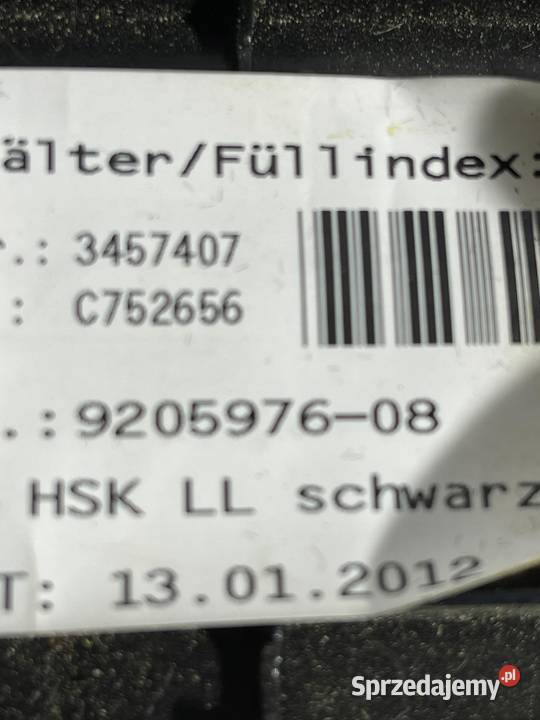 älter/Füllindex:
r.: 3457407
: C752656
.:9205976-08
HSK LL schwarz
T: 13.01.2012
Sprzedajemy.pl